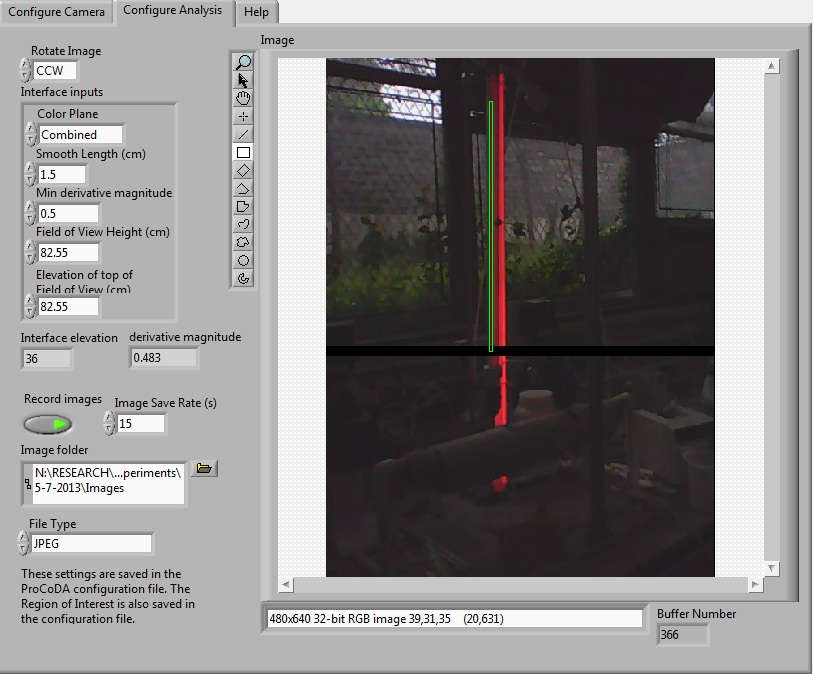 Configure Camera
Configure Analysis
Help
Rotate Image
CCW
Interface inputs
Color Plane
Combined
Smooth Length (cm)
1.5
Min derivative magnitude
0.5
Field of View Height (cm)
82.55
Elevation of top of
Field of View (cm)
82.55
Interface elevation
36
derivative magnitude
0.483
Record images
Image Save Rate (s)
15
Image folder
N:\RESEARCH\...periments\
5-7-2013\Images
File Type
JPEG
These settings are saved in the
ProCoDA configuration file. The
Region of Interest is also saved in
the configuration file.
Image
480x640 32-bit RGB image 39,31,35 (20,631)
Buffer Number
366